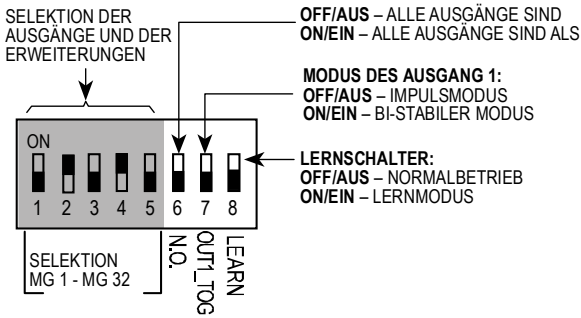 SELEKTION DER
AUSGÄNGE UND DER
ERWEITERUNGEN
OFF/AUS – ALLE AUSGÄNGE SIND
ON/EIN – ALLE AUSGÄNGE SIND ALS
MODUS DES AUSGANG 1:
OFF/AUS – IMPULSMODUS
ON/EIN – BI-STABILER MODUS
LERNSCHALTER:
OFF/AUS – NORMALBETRIEB
ON/EIN – LERNMODUS
ON
1 2 3 4 5 6 7 8
SELEKTION
MG 1 - MG 32
N.O.
OUT1_TOG
LEARN